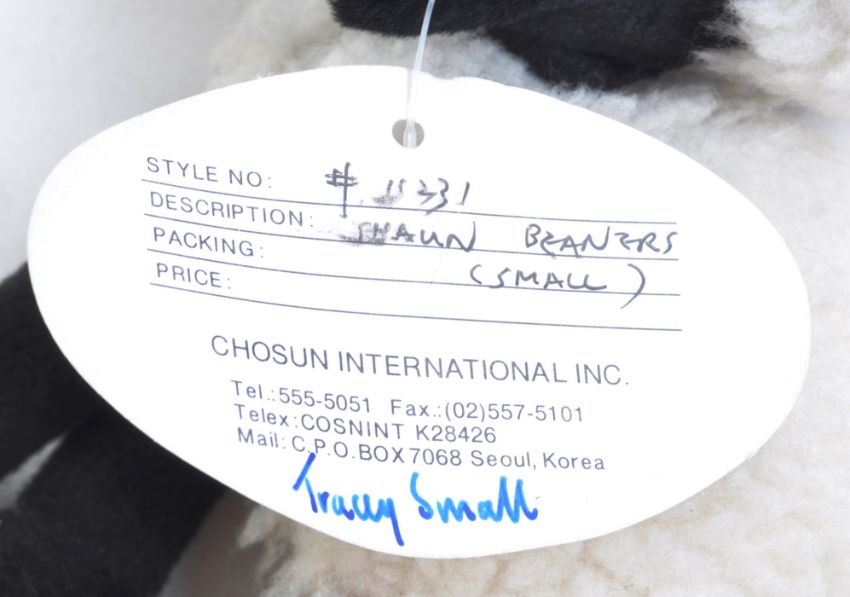 STYLE NO: # 11331
DESCRIPTION: SHAUN BEANERS
PACKING: (SMALL)
PRICE:
CHOSUN INTERNATIONAL INC.
Tel.:555-5051 Fax.:(02)557-5101
Telex:COSNINT K28426
Mail: C.P.O.BOX 7068 Seoul, Korea
Tracey Small